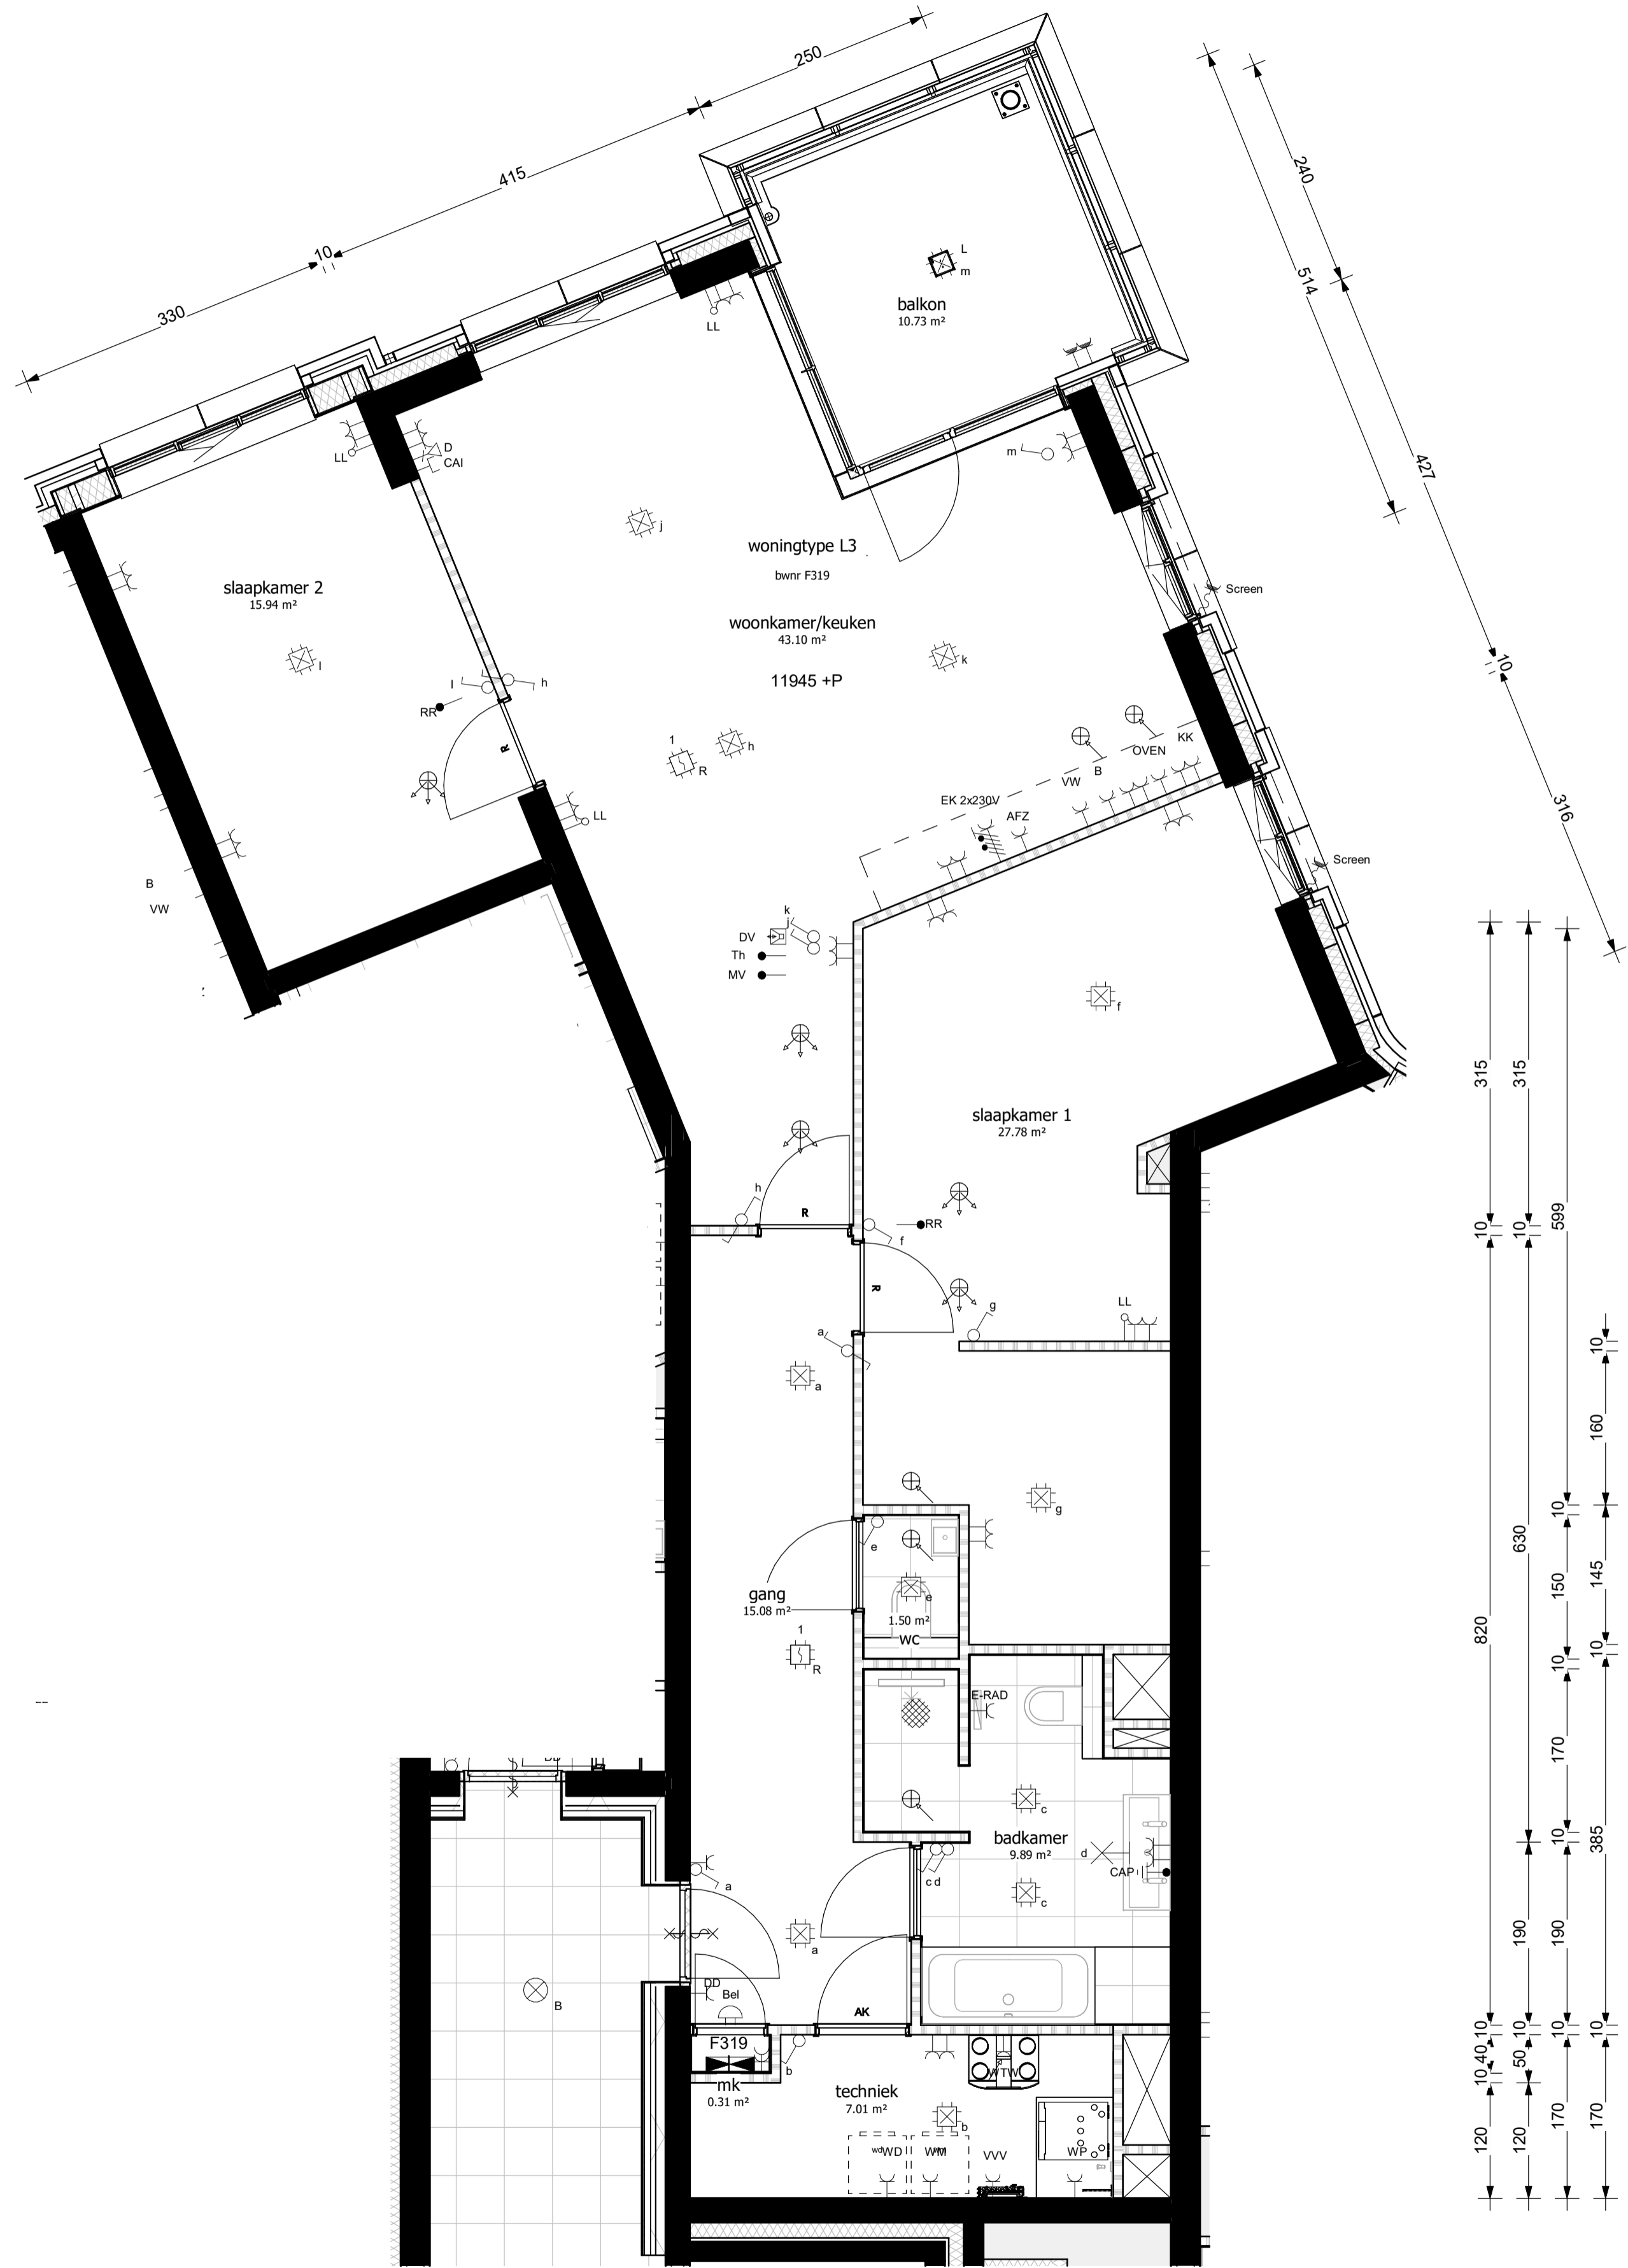 250
415
10
330
240
514
427
10
316
L
m
balkon
10.73 m²
LL
LL
D
CAI
m
j
woningtype L3
bwnr F319
woonkamer/keuken
43.10 m²
11945 +P
k
Screen
slaapkamer 2
15.94 m²
l
l
h
RR
R
1
R
h
KK
OVEN
B
VW
EK 2x230V
AFZ
LL
Screen
B
VW
k
j
DV
Th
MV
f
slaapkamer 1
27.78 m²
h
R
RR
f
R
g
LL
a
a
g
e
e
gang
15.08 m²
1.50 m²
WC
1
R
E-RAD
c
badkamer
9.89 m²
d
CAP
c d
c
a
a
DD
Bel
AK
B
F319
mk
0.31 m²
b
techniek
7.01 m²
WTW
b
wd WD
WM
VVV
WP
315
10
820
10
40
10
120
315
10
630
190
10
50
120
599
10
150
10
170
10
190
10
170
10
160
145
10
385
10
170